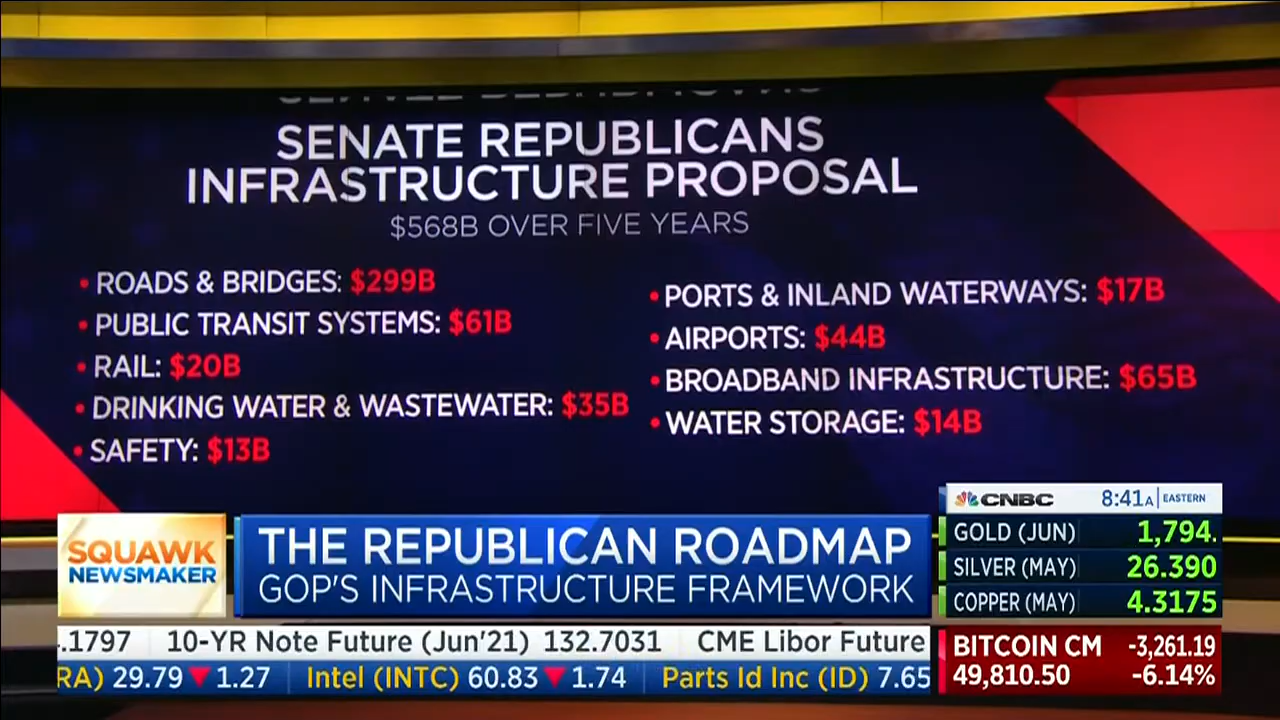 SENATE REPUBLICANS
INFRASTRUCTURE PROPOSAL
$568B OVER FIVE YEARS
• ROADS & BRIDGES: $299B
• PUBLIC TRANSIT SYSTEMS: $61B
• RAIL: $20B
• DRINKING WATER & WASTEWATER: $35B
• SAFETY: $13B
• PORTS & INLAND WATERWAYS: $17B
• AIRPORTS: $44B
• BROADBAND INFRASTRUCTURE: $65B
• WATER STORAGE: $14B
SQUAWK
NEWSMAKER
THE REPUBLICAN ROADMAP
GOP'S INFRASTRUCTURE FRAMEWORK
CNBC 8:41A EASTERN
GOLD (JUN) 1,794.
SILVER (MAY) 26.390
COPPER (MAY) 4.3175
BITCOIN CM -3,261.19
49,810.50 -6.14%
.1797 10-YR Note Future (Jun'21) 132.7031 CME Libor Future
RA) 29.79 ▼ 1.27 Intel (INTC) 60.83 ▼ 1.74 Parts Id Inc (ID) 7.65